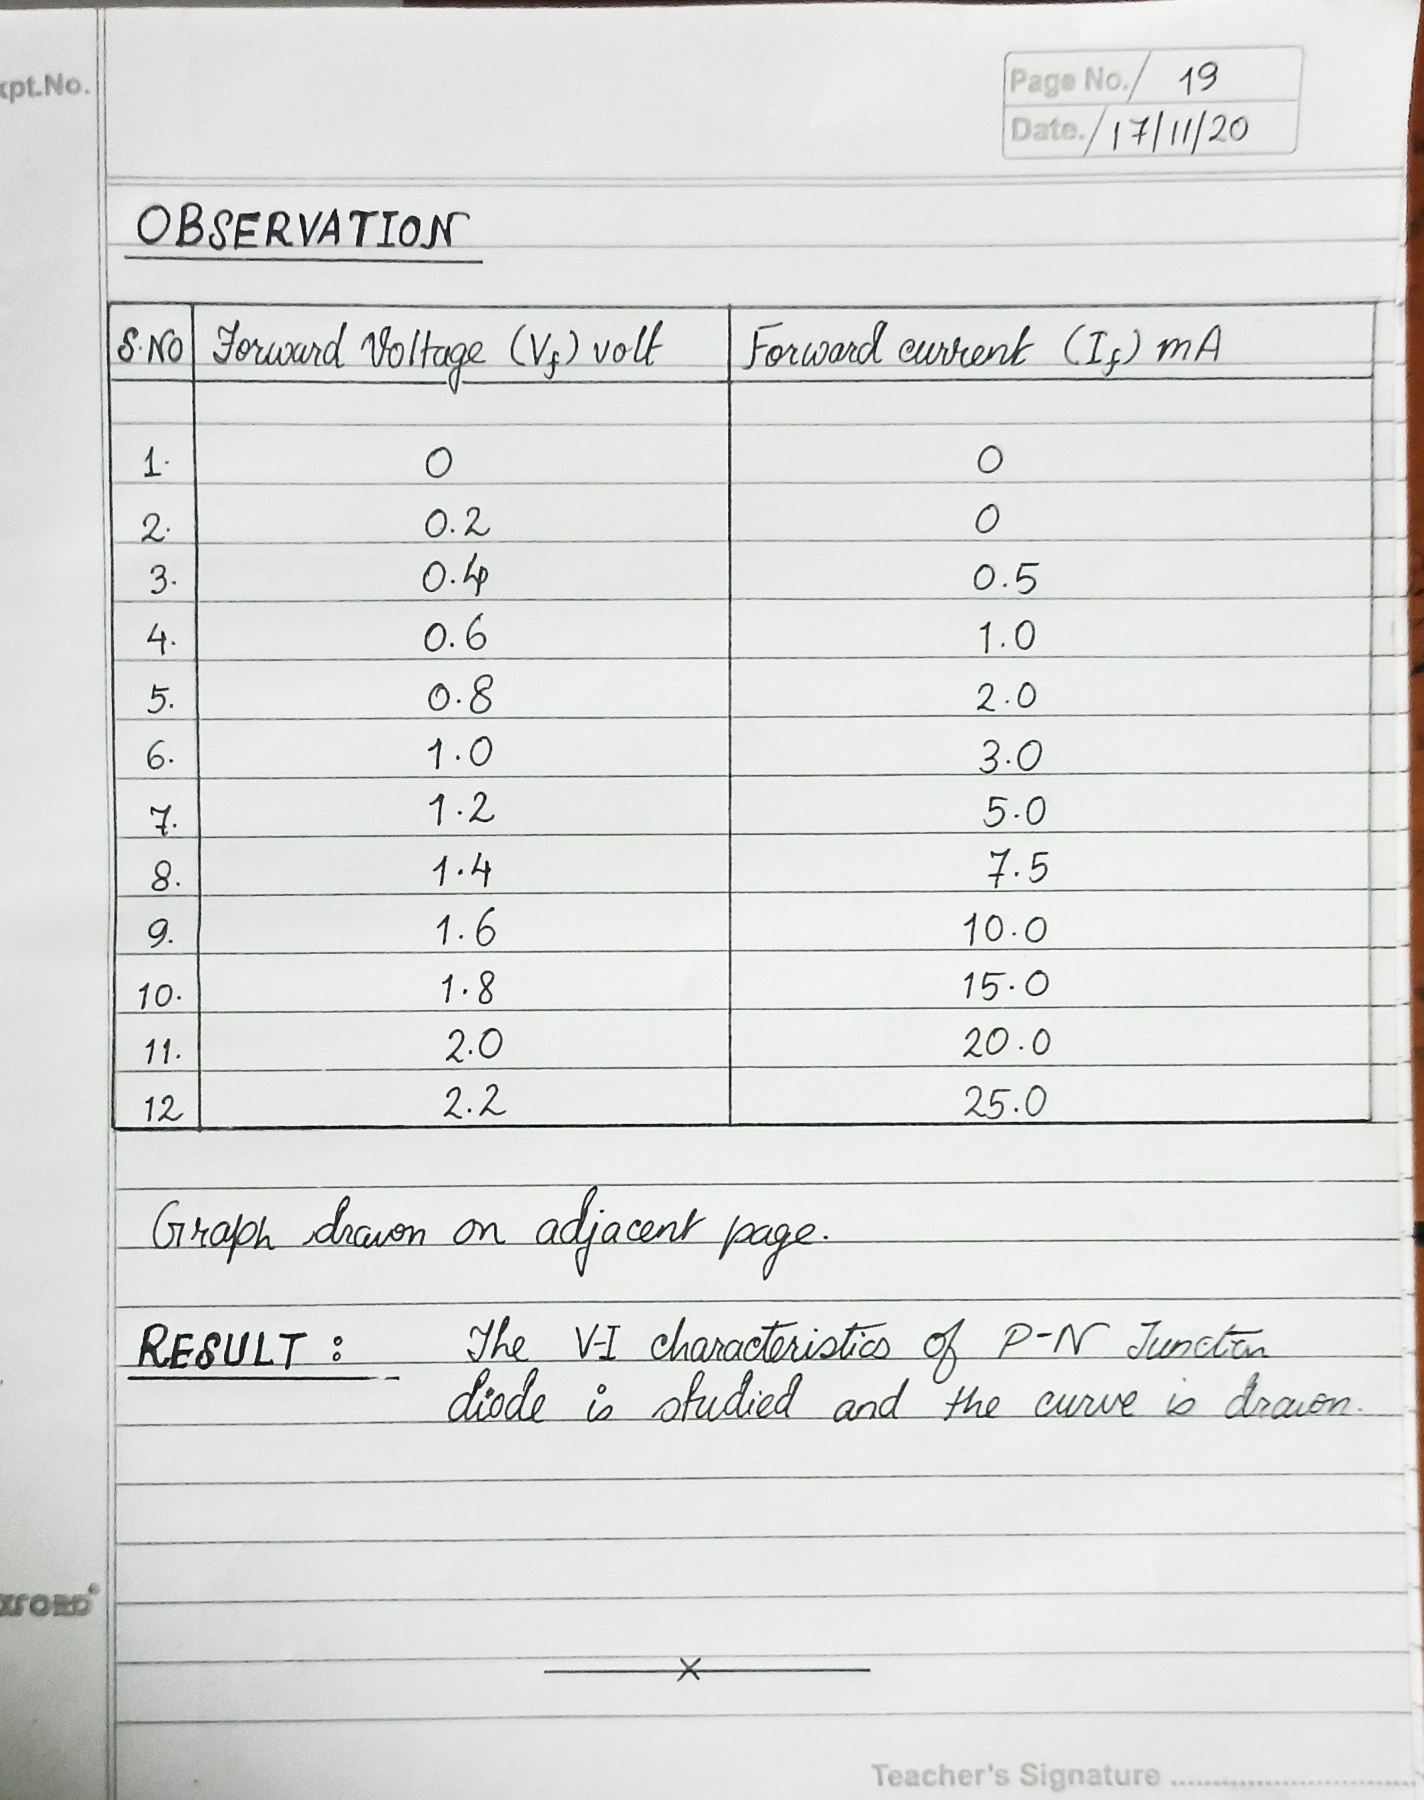 xpt.No.
Page No./ 19
Date./ 17/11/20
OBSERVATION
S.No Forward Voltage (Vf) volt Forward current (If) mA
1. 0 0
2. 0.2 0
3. 0.4 0.5
4. 0.6 1.0
5. 0.8 2.0
6. 1.0 3.0
7. 1.2 5.0
8. 1.4 7.5
9. 1.6 10.0
10. 1.8 15.0
11. 2.0 20.0
12 2.2 25.0
Graph drawn on adjacent page.
RESULT : The V-I characteristics of P-N Junction
diode is studied and the curve is drawn.
xford
Teacher's Signature ..........................